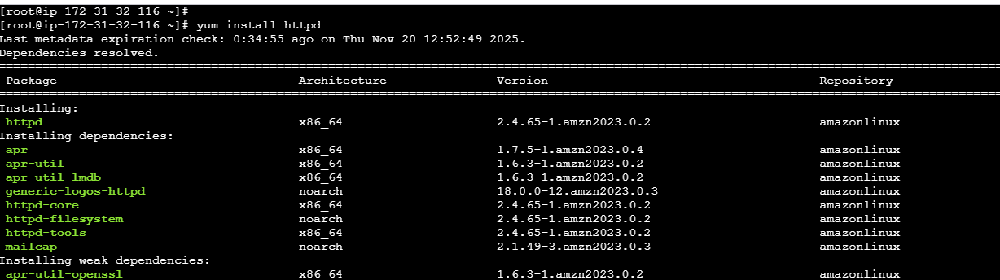 [root@ip-172-31-32-116 ~]#
[root@ip-172-31-32-116 ~]# yum install httpd
Last metadata expiration check: 0:34:55 ago on Thu Nov 20 12:52:49 2025.
Dependencies resolved.
================================================================================
Package Architecture Version Repository
================================================================================
Installing:
httpd x86_64 2.4.65-1.amzn2023.0.2 amazonlinux
Installing dependencies:
apr x86_64 1.7.5-1.amzn2023.0.4 amazonlinux
apr-util x86_64 1.6.3-1.amzn2023.0.2 amazonlinux
apr-util-lmdb x86_64 1.6.3-1.amzn2023.0.2 amazonlinux
generic-logos-httpd noarch 18.0.0-12.amzn2023.0.3 amazonlinux
httpd-core x86_64 2.4.65-1.amzn2023.0.2 amazonlinux
httpd-filesystem noarch 2.4.65-1.amzn2023.0.2 amazonlinux
httpd-tools x86_64 2.4.65-1.amzn2023.0.2 amazonlinux
mailcap noarch 2.1.49-3.amzn2023.0.3 amazonlinux
Installing weak dependencies:
apr-util-openssl x86_64 1.6.3-1.amzn2023.0.2 amazonlinux